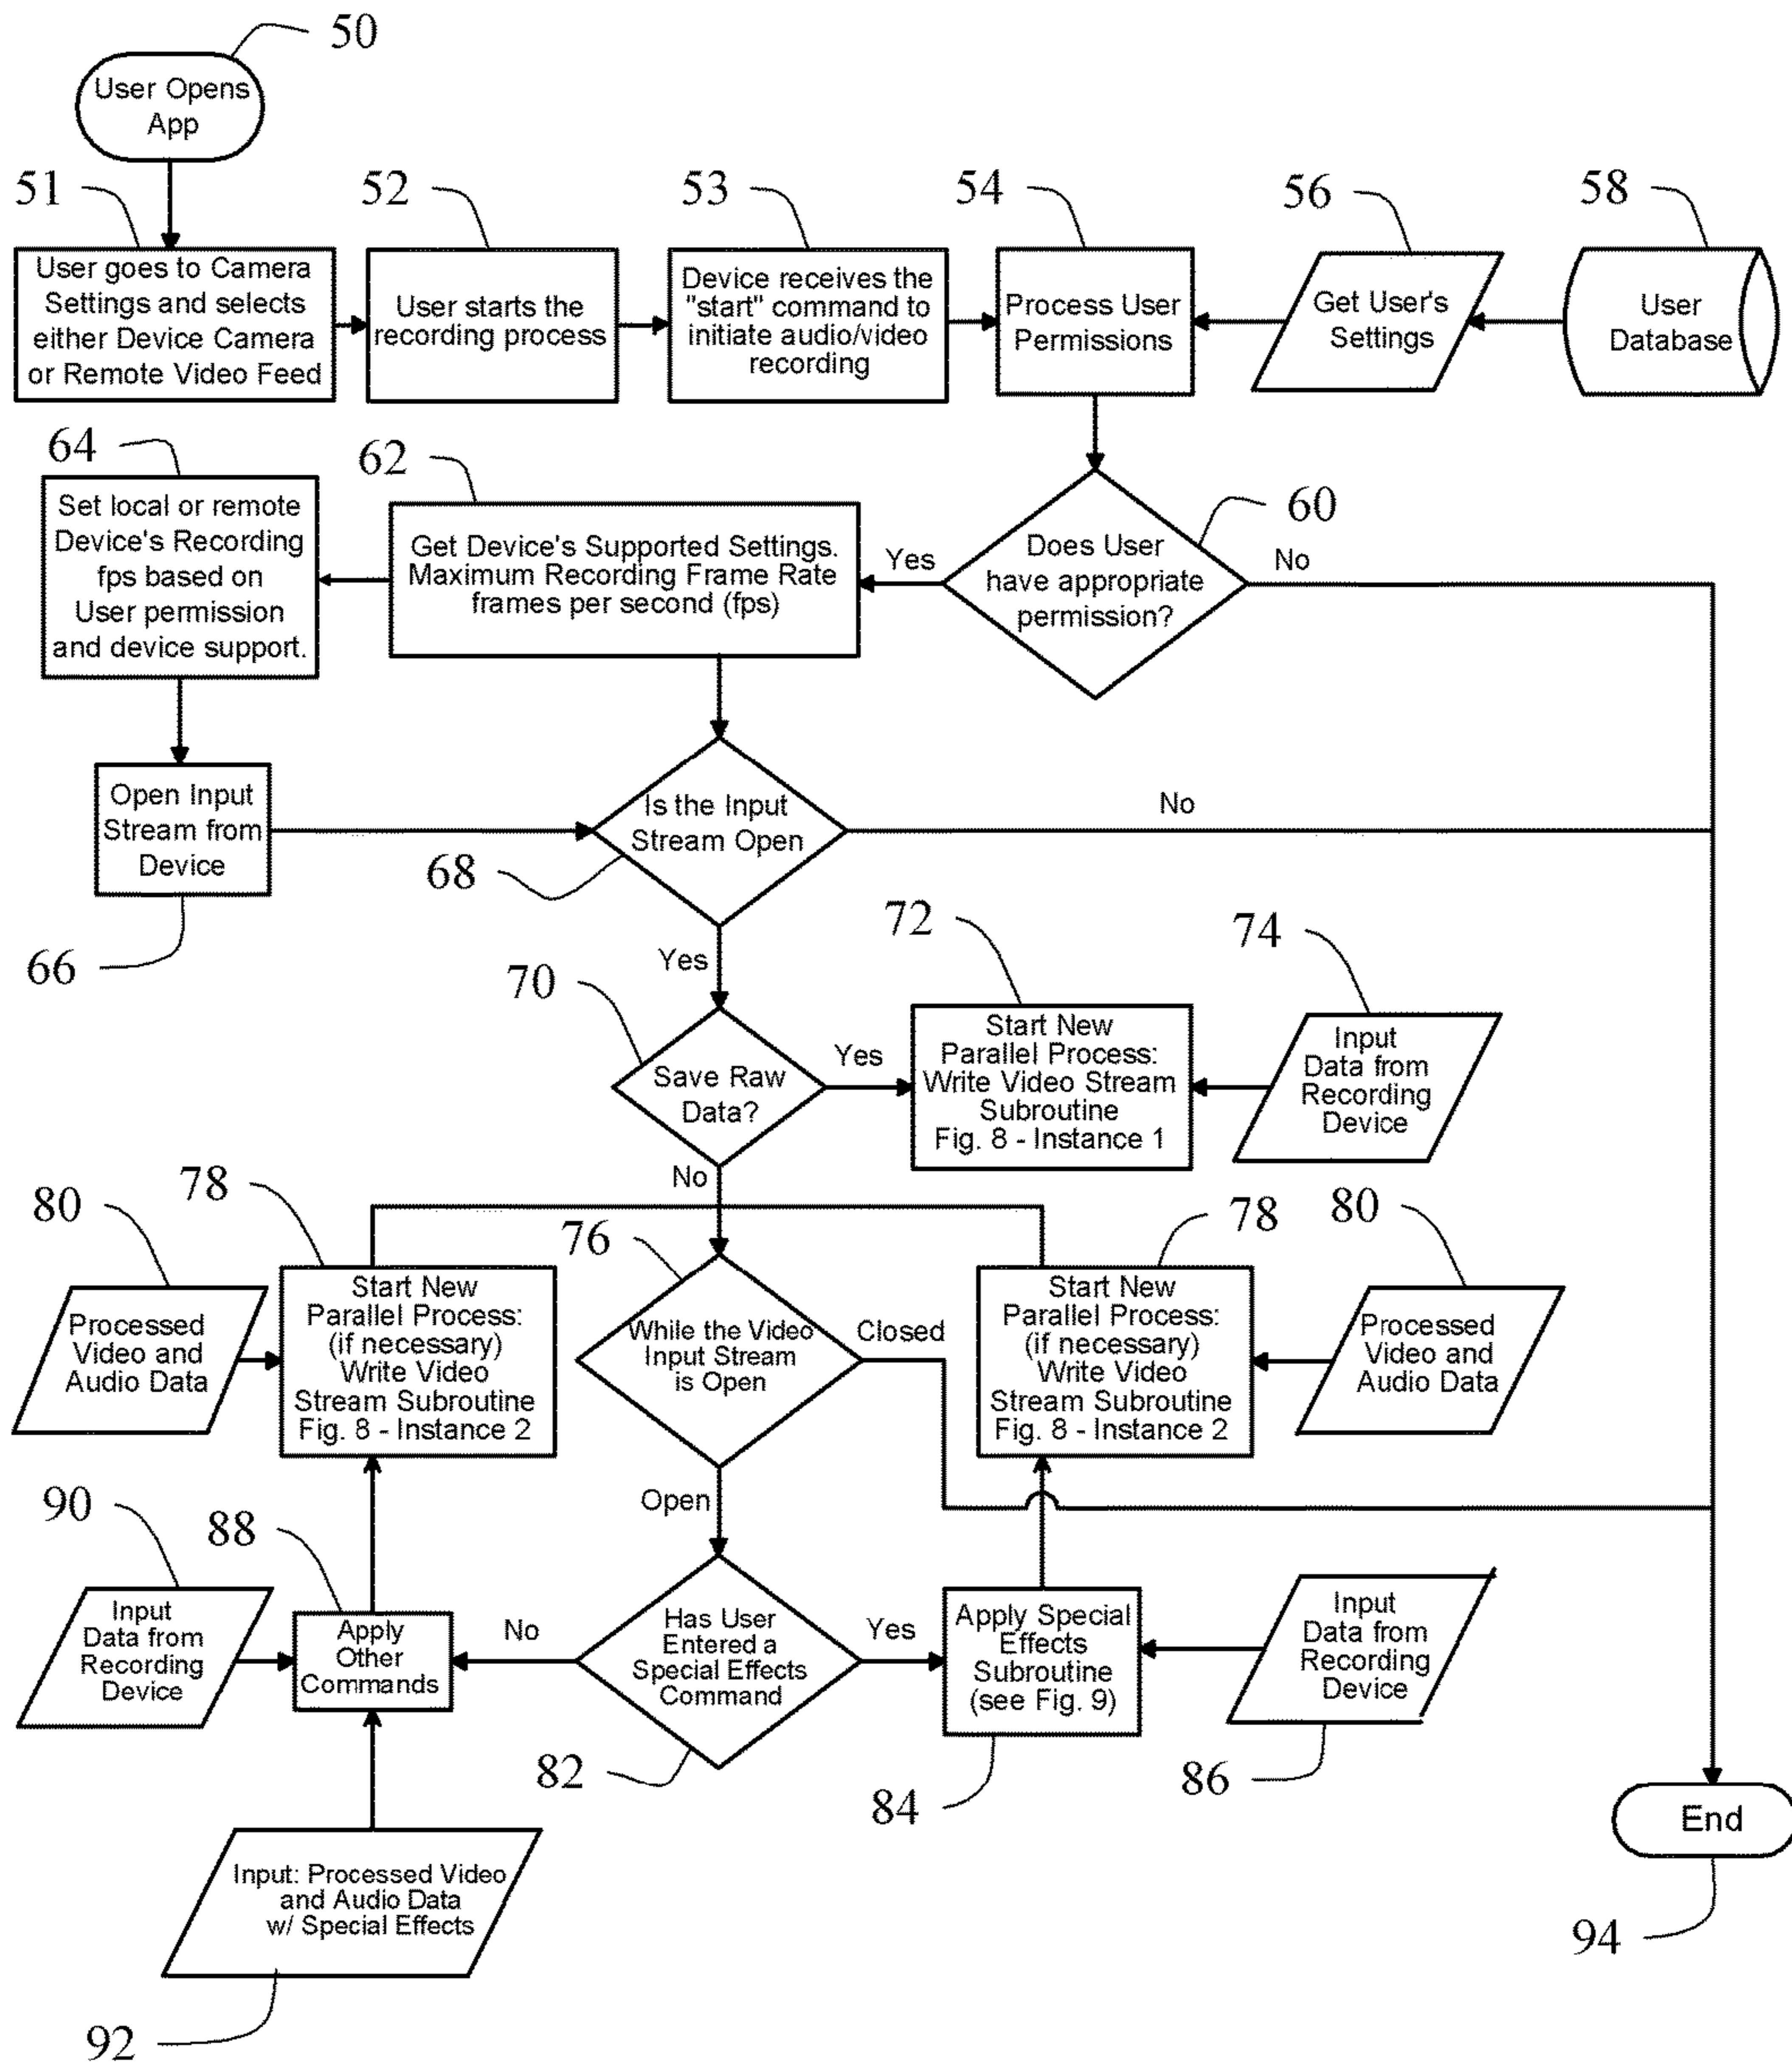 50
User Opens
App
51
52
53
54
56
58
User goes to Camera
Settings and selects
either Device Camera
or Remote Video Feed
User starts the
recording process
Device receives the
"start" command to
initiate audio/video
recording
Process User
Permissions
Get User's
Settings
User
Database
64
62
60
Set local or remote
Device's Recording
fps based on
User permission
and device support.
Get Device's Supported Settings.
Maximum Recording Frame Rate
frames per second (fps)
Yes
Does User
have appropriate
permission?
No
Open Input
Stream from
Device
66
Is the Input
Stream Open
No
68
Yes
70
72
74
Save Raw
Data?
Yes
Start New
Parallel Process:
Write Video Stream
Subroutine
Fig. 8 - Instance 1
Input
Data from
Recording
Device
No
80
78
76
78
80
Processed
Video and
Audio Data
Start New
Parallel Process:
(if necessary)
Write Video
Stream Subroutine
Fig. 8 - Instance 2
While the Video
Input Stream
is Open
Closed
Start New
Parallel Process:
(if necessary)
Write Video
Stream Subroutine
Fig. 8 - Instance 2
Processed
Video and
Audio Data
Open
90
88
Input
Data from
Recording
Device
Apply
Other
Commands
No
Has User
Entered a
Special Effects
Command
Yes
Apply Special
Effects
Subroutine
(see Fig. 9)
Input
Data from
Recording
Device
82
84
86
Input: Processed Video
and Audio Data
w/ Special Effects
92
End
94